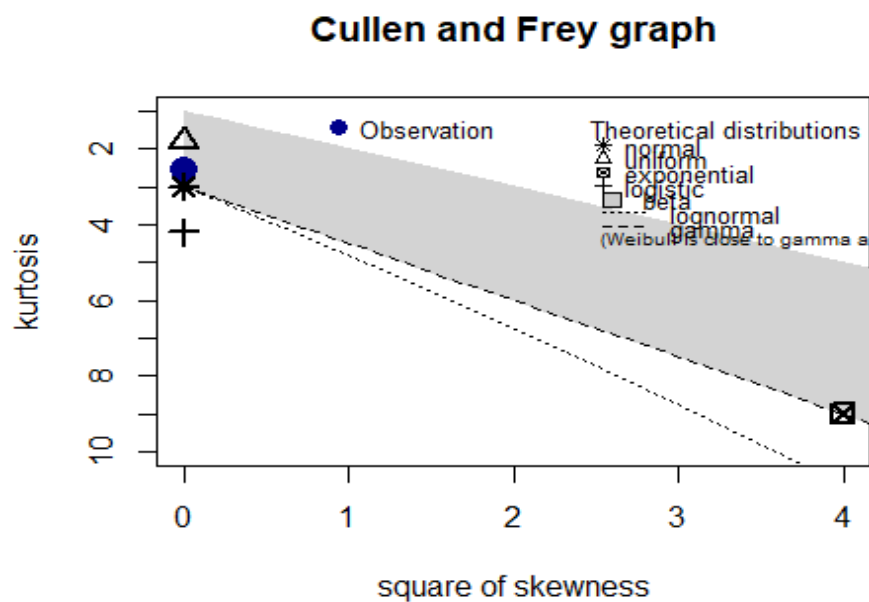 Cullen and Frey graph
Observation
Theoretical distributions
normal
uniform
exponential
logistic
beta
lognormal
gamma
(Weibull is close to gamma a
kurtosis
2
4
6
8
10
0 1 2 3 4
square of skewness